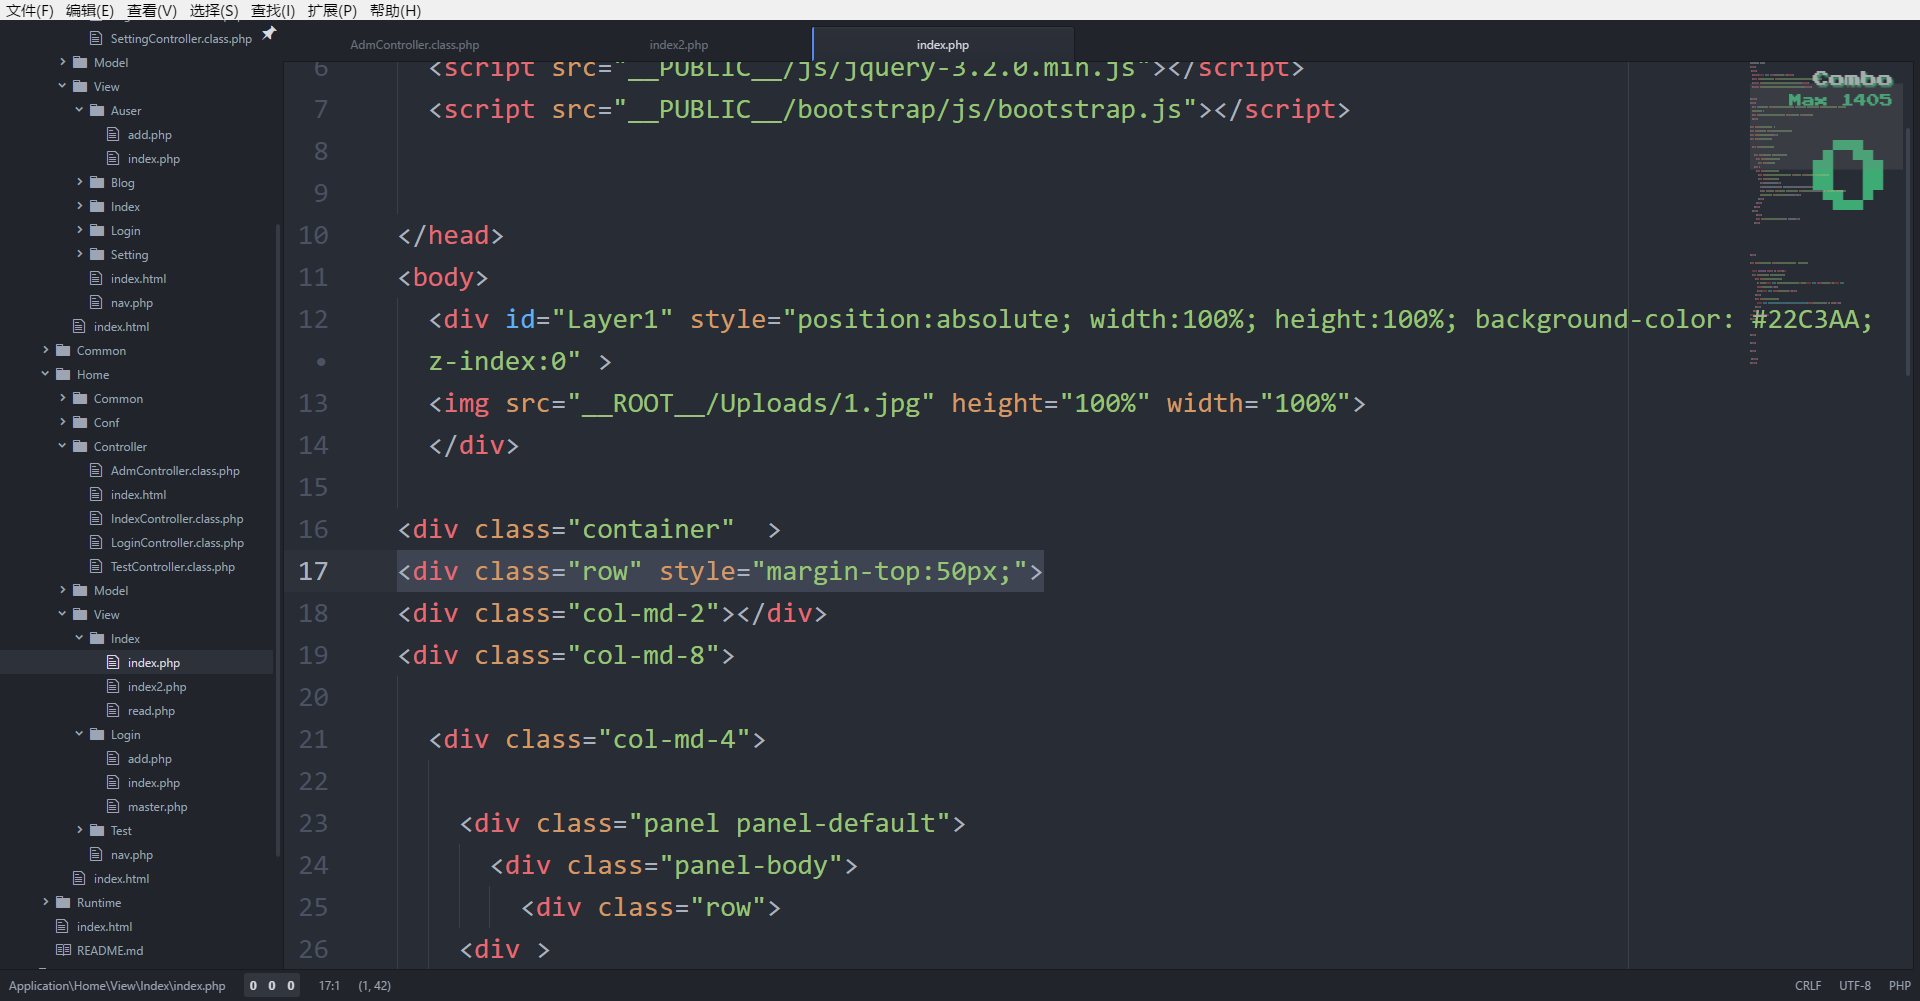 文件(F) 编辑(E) 查看(V) 选择(S) 查找(I) 扩展(P) 帮助(H)
SettingController.class.php
Model
View
Auser
add.php
index.php
Blog
Index
Login
Setting
index.html
nav.php
index.html
Common
Home
Common
Conf
Controller
AdmController.class.php
index.html
IndexController.class.php
LoginController.class.php
TestController.class.php
Model
View
Index
index.php
index2.php
read.php
Login
add.php
index.php
master.php
Test
nav.php
index.html
Runtime
index.html
README.md
AdmController.class.php index2.php index.php
6 <script src="__PUBLIC__/js/jquery-3.2.0.min.js"></script>
7 <script src="__PUBLIC__/bootstrap/js/bootstrap.js"></script>
8
9
10 </head>
11 <body>
12 <div id="Layer1" style="position:absolute; width:100%; height:100%; background-color: #22C3AA;
• z-index:0" >
13 <img src="__ROOT__/Uploads/1.jpg" height="100%" width="100%">
14 </div>
15
16 <div class="container"  >
17 <div class="row" style="margin-top:50px;">
18 <div class="col-md-2"></div>
19 <div class="col-md-8">
20
21 <div class="col-md-4">
22
23 <div class="panel panel-default">
24 <div class="panel-body">
25 <div class="row">
26 <div >
Combo
Max 1405
0
Application\Home\View\Index\index.php 0 0 0 17:1 (1, 42) CRLF UTF-8 PHP